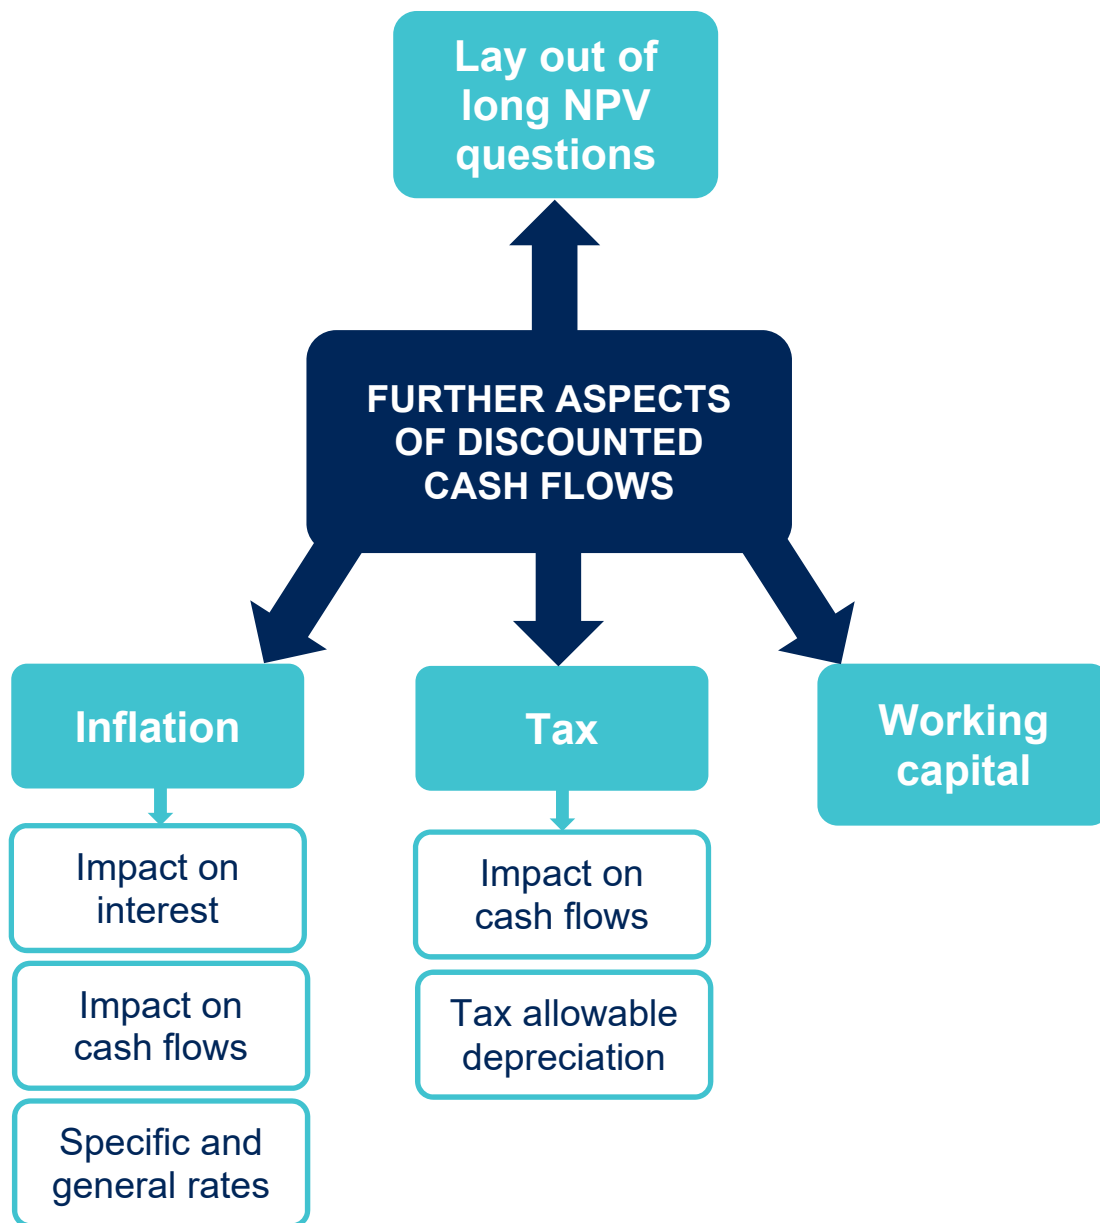 Lay out of
long NPV
questions
FURTHER ASPECTS
OF DISCOUNTED
CASH FLOWS
Inflation
Impact on
interest
Impact on
cash flows
Specific and
general rates
Tax
Impact on
cash flows
Tax allowable
depreciation
Working
capital